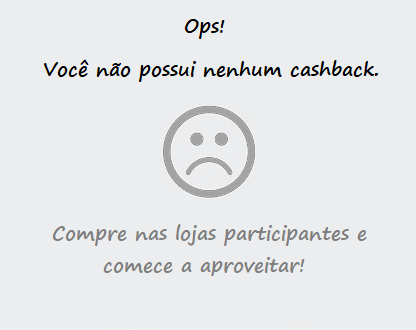 Ops!
Você não possui nenhum cashback.
Compre nas lojas participantes e
comece a aproveitar!